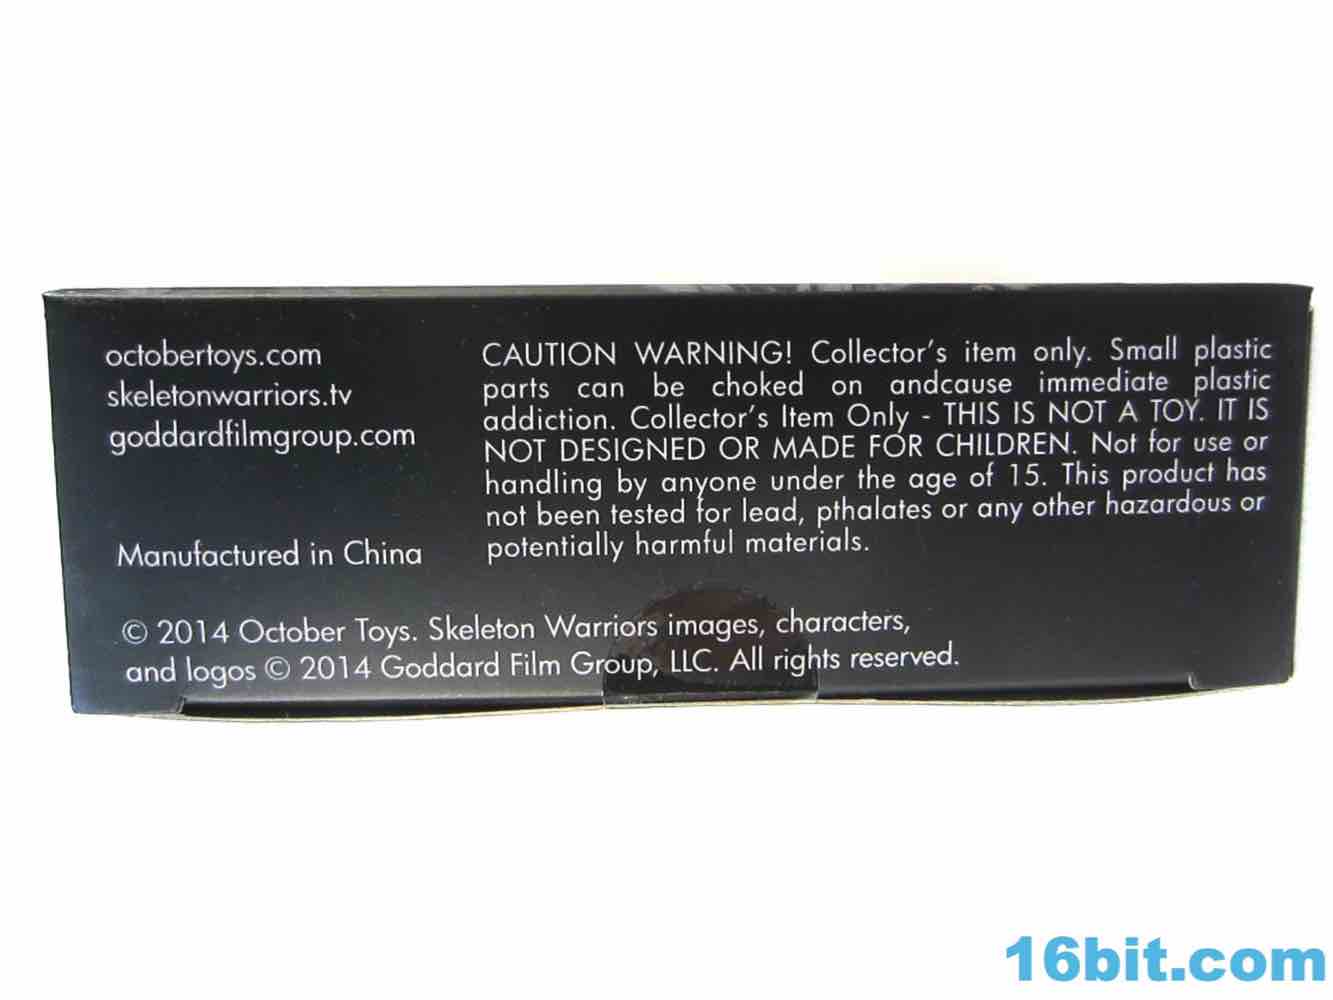 octobertoys.com
skeletonwarriors.tv
goddardfilmgroup.com
Manufactured in China
CAUTION WARNING! Collector's item only. Small plastic
parts can be choked on andcause immediate plastic
addiction. Collector's Item Only - THIS IS NOT A TOY. IT IS
NOT DESIGNED OR MADE FOR CHILDREN. Not for use or
handling by anyone under the age of 15. This product has
not been tested for lead, pthalates or any other hazardous or
potentially harmful materials.
© 2014 October Toys. Skeleton Warriors images, characters,
and logos © 2014 Goddard Film Group, LLC. All rights reserved.
16bit.com